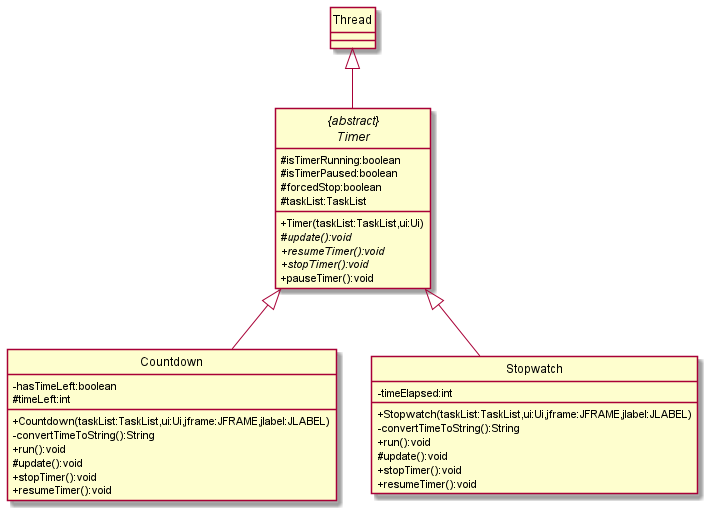 Thread
{abstract}
Timer
#isTimerRunning:boolean
#isTimerPaused:boolean
#forcedStop:boolean
#taskList:TaskList
+Timer(taskList:TaskList,ui:Ui)
#update():void
+resumeTimer():void
+stopTimer():void
+pauseTimer():void
Countdown
-hasTimeLeft:boolean
#timeLeft:int
+Countdown(taskList:TaskList,ui:Ui,jframe:JFRAME,jlabel:JLABEL)
-convertTimeToString():String
+run():void
#update():void
+stopTimer():void
+resumeTimer():void
Stopwatch
-timeElapsed:int
+Stopwatch(taskList:TaskList,ui:Ui,jframe:JFRAME,jlabel:JLABEL)
-convertTimeToString():String
+run():void
#update():void
+stopTimer():void
+resumeTimer():void